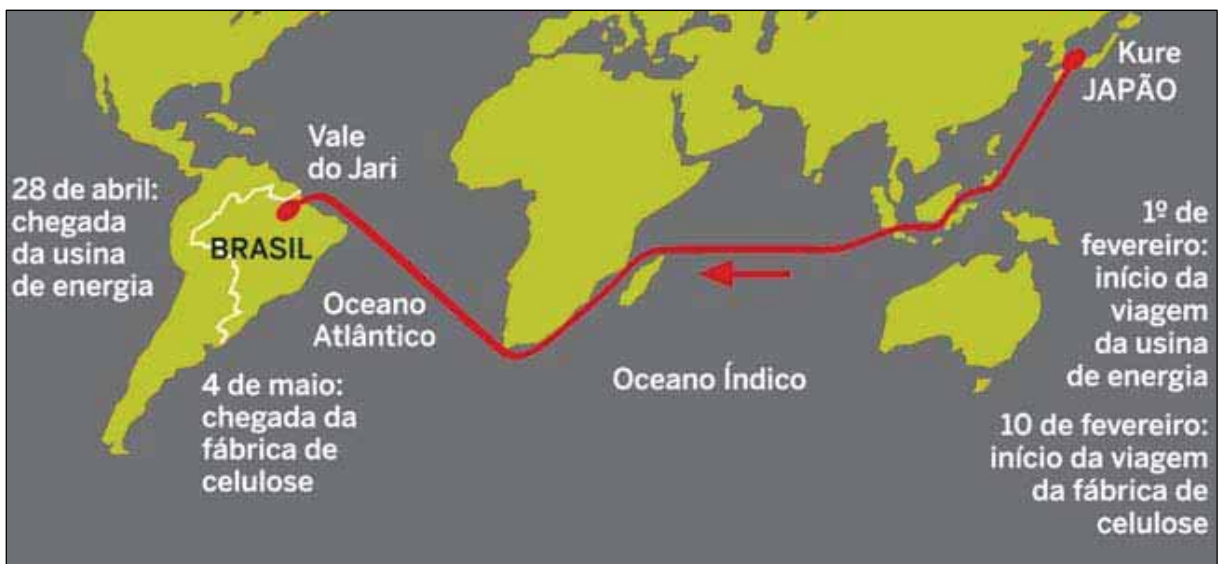 Kure
JAPÃO
Vale
do Jari
28 de abril:
chegada
da usina
de energia
BRASIL
1º de
fevereiro:
início da
viagem
da usina
de energia
Oceano
Atlântico
Oceano Índico
4 de maio:
chegada da
fábrica de
celulose
10 de fevereiro:
início da viagem
da fábrica de
celulose